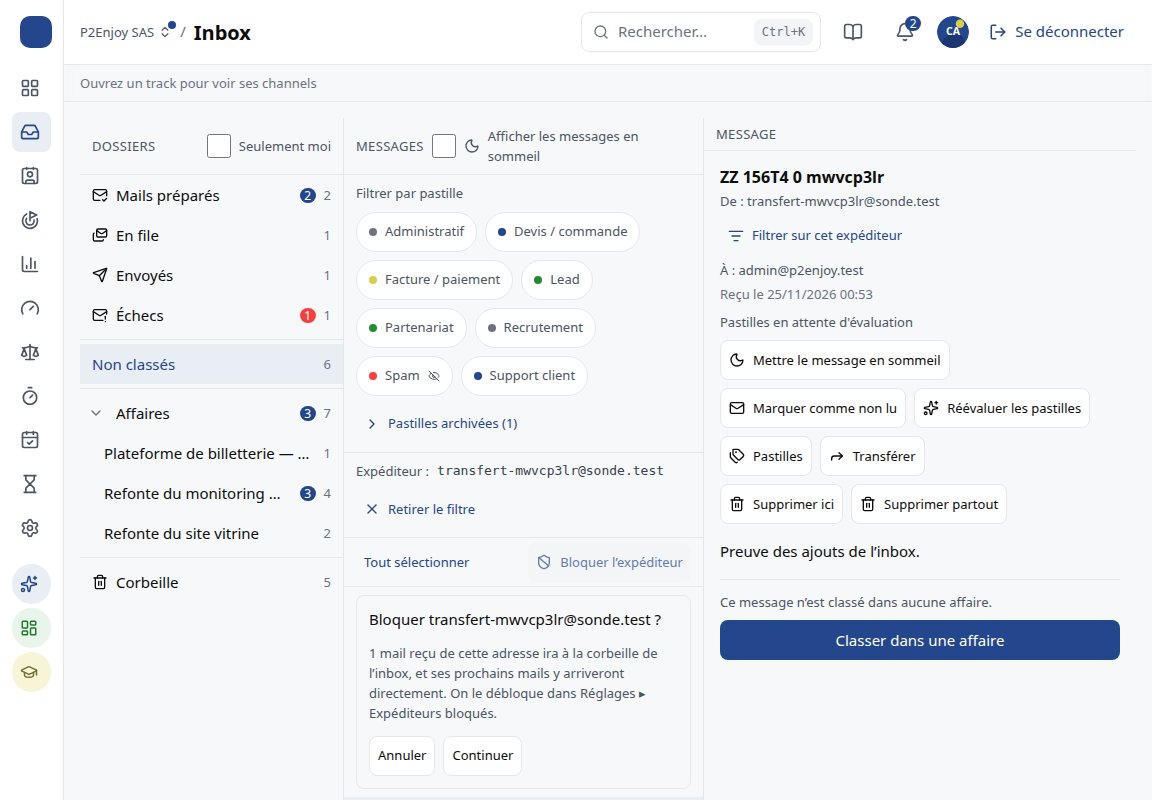 P2Enjoy SAS / Inbox
Rechercher... Ctrl+K
2
CA
Se déconnecter
Ouvrez un track pour voir ses channels
DOSSIERS
Seulement moi
Mails préparés 2 2
En file 1
Envoyés 1
Échecs 1 1
Non classés 6
Affaires 3 7
Plateforme de billetterie — ... 1
Refonte du monitoring ... 3 4
Refonte du site vitrine 2
Corbeille 5
MESSAGES
Afficher les messages en
sommeil
Filtrer par pastille
Administratif
Devis / commande
Facture / paiement
Lead
Partenariat
Recrutement
Spam
Support client
Pastilles archivées (1)
Expéditeur : transfert-mwvcp3lr@sonde.test
Retirer le filtre
Tout sélectionner
Bloquer l’expéditeur
Bloquer transfert-mwvcp3lr@sonde.test ?
1 mail reçu de cette adresse ira à la corbeille de
l’inbox, et ses prochains mails y arriveront
directement. On le débloque dans Réglages ▸
Expéditeurs bloqués.
Annuler
Continuer
MESSAGE
ZZ 156T4 0 mwvcp3lr
De : transfert-mwvcp3lr@sonde.test
Filtrer sur cet expéditeur
À : admin@p2enjoy.test
Reçu le 25/11/2026 00:53
Pastilles en attente d'évaluation
Mettre le message en sommeil
Marquer comme non lu
Réévaluer les pastilles
Pastilles
Transférer
Supprimer ici
Supprimer partout
Preuve des ajouts de l’inbox.
Ce message n’est classé dans aucune affaire.
Classer dans une affaire